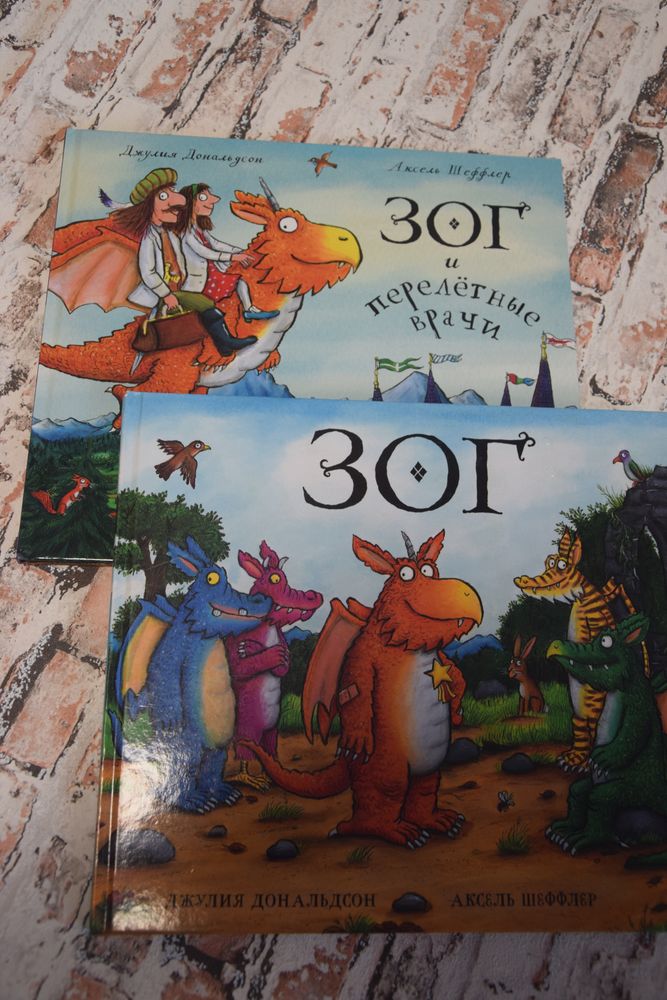 Джулия Дональдсон
Аксель Шеффлер
ЗОГ
и
перелётные
врачи
ЗОГ
ДЖУЛИЯ ДОНАЛЬДСОН
АКСЕЛЬ ШЕФФЛЕР